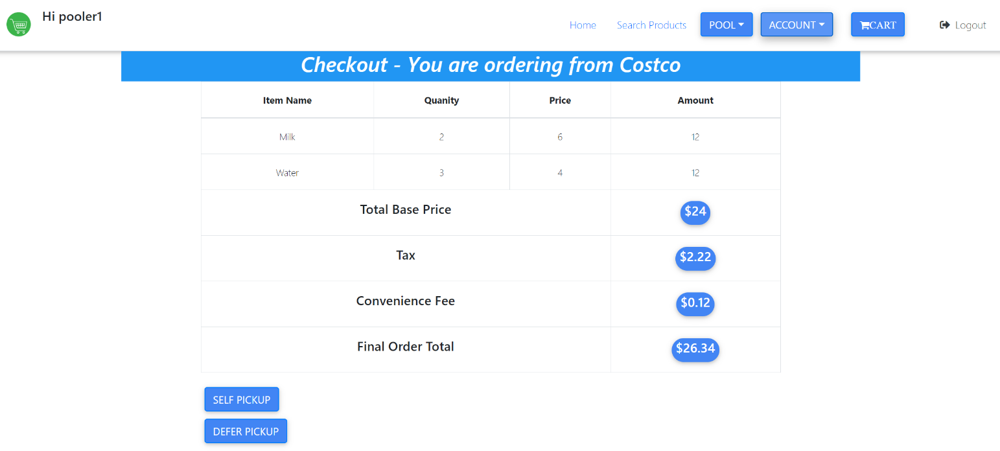 Hi pooler1
Home Search Products POOL ACCOUNT CART Logout
Checkout - You are ordering from Costco
Item Name Quanity Price Amount
Milk 2 6 12
Water 3 4 12
Total Base Price $24
Tax $2.22
Convenience Fee $0.12
Final Order Total $26.34
SELF PICKUP
DEFER PICKUP